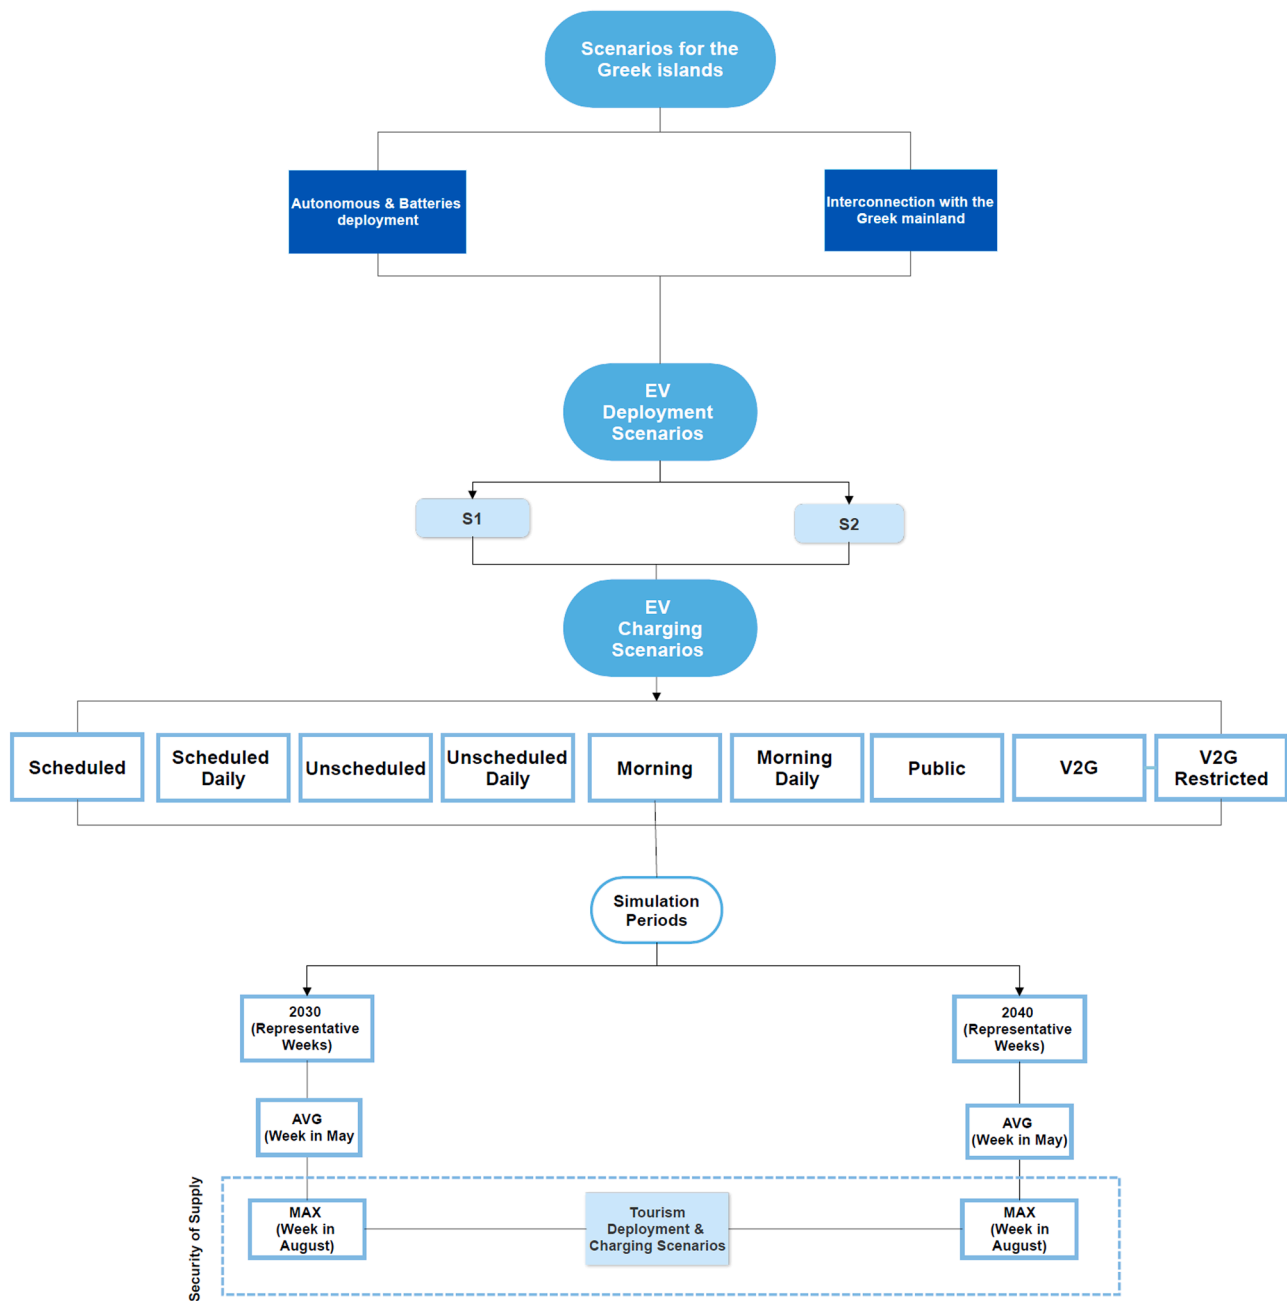 Scenarios for the
Greek islands
Autonomous & Batteries
deployment
Interconnection with the
Greek mainland
EV
Deployment
Scenarios
S1
S2
EV
Charging
Scenarios
Scheduled
Scheduled
Daily
Unscheduled
Unscheduled
Daily
Morning
Morning
Daily
Public
V2G
V2G
Restricted
Simulation
Periods
2030
(Representative
Weeks)
2040
(Representative
Weeks)
AVG
(Week in May
AVG
(Week in May)
Security of Supply
MAX
(Week in
August)
Tourism
Deployment &
Charging Scenarios
MAX
(Week in
August)